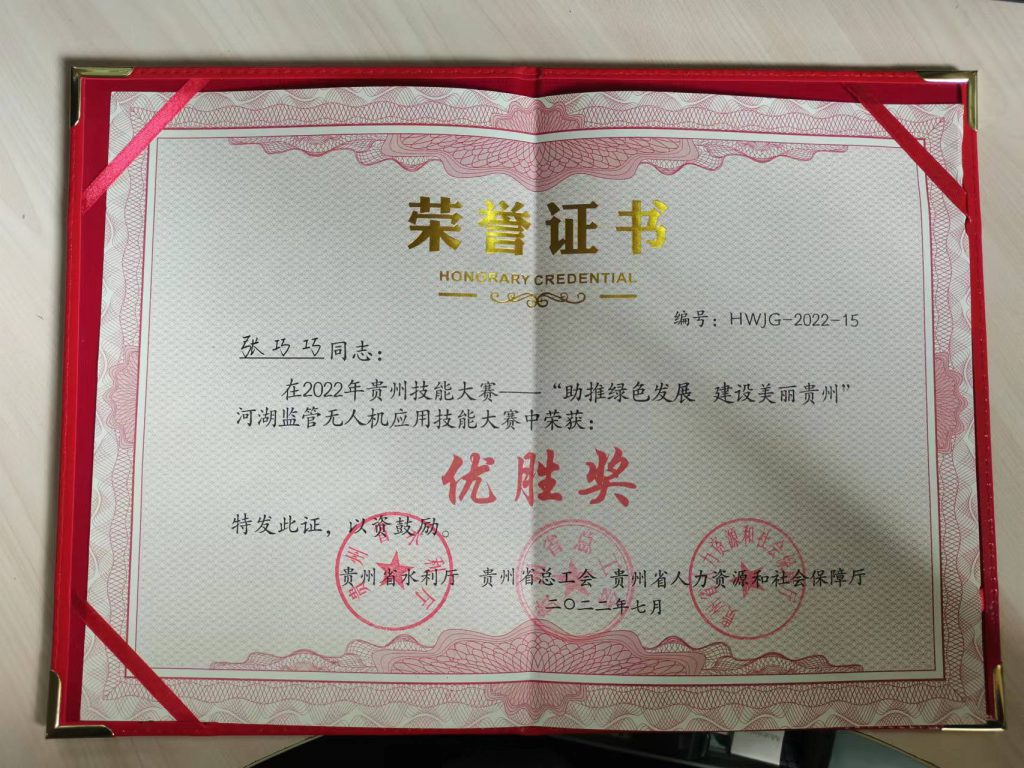 荣誉证书
HONORARY CREDENTIAL
编号：HWJG-2022-15
张巧巧同志：
在2022年贵州技能大赛——“助推绿色发展 建设美丽贵州”
河湖监管无人机应用技能大赛中荣获：
优胜奖
特发此证，以资鼓励。
贵州省水利厅 贵州省总工会 贵州省人力资源和社会保障厅
二〇二二年七月